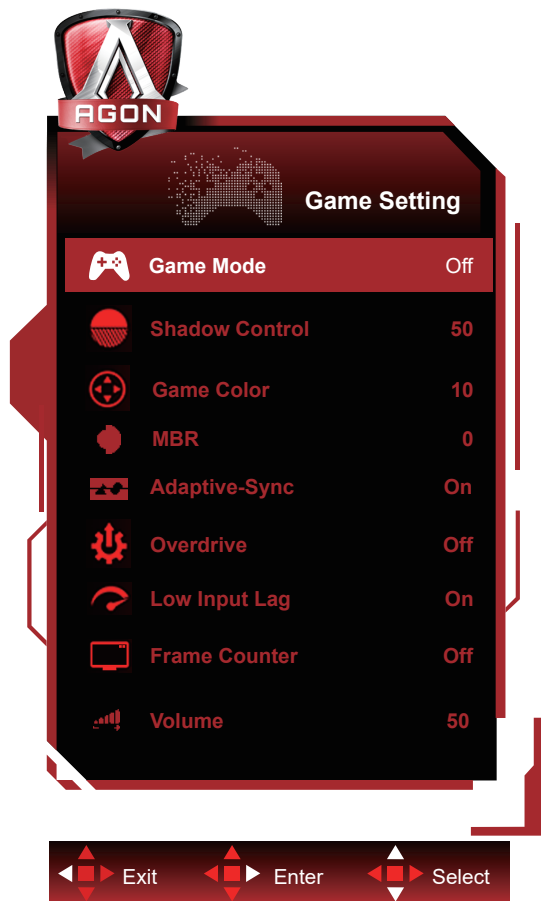 AGON
Game Setting
Game Mode Off
Shadow Control 50
Game Color 10
MBR 0
Adaptive-Sync On
Overdrive Off
Low Input Lag On
Frame Counter Off
Volume 50
Exit Enter Select